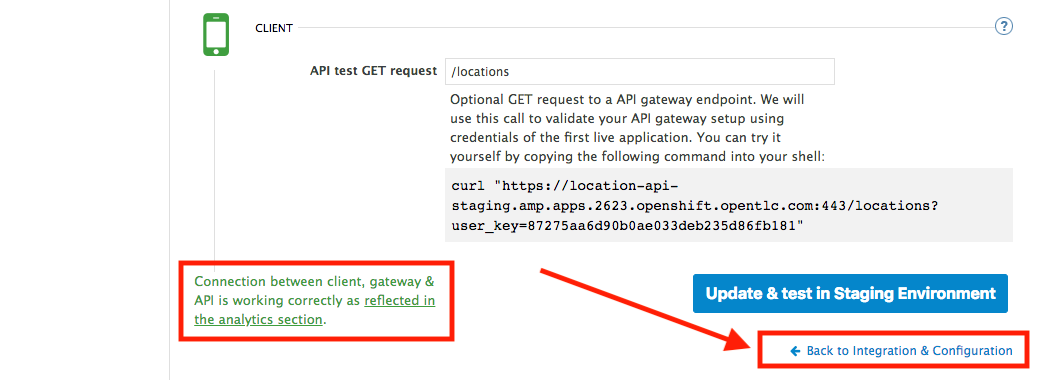 CLIENT
?
API test GET request
/locations
Optional GET request to a API gateway endpoint. We will
use this call to validate your API gateway setup using
credentials of the first live application. You can try it
yourself by copying the following command into your shell:
curl "https://location-api-
staging.amp.apps.2623.openshift.opentlc.com:443/locations?
user_key=87275aa6d90b0ae033deb235d86fb181"
Connection between client, gateway &
API is working correctly as reflected in
the analytics section.
Update & test in Staging Environment
← Back to Integration & Configuration